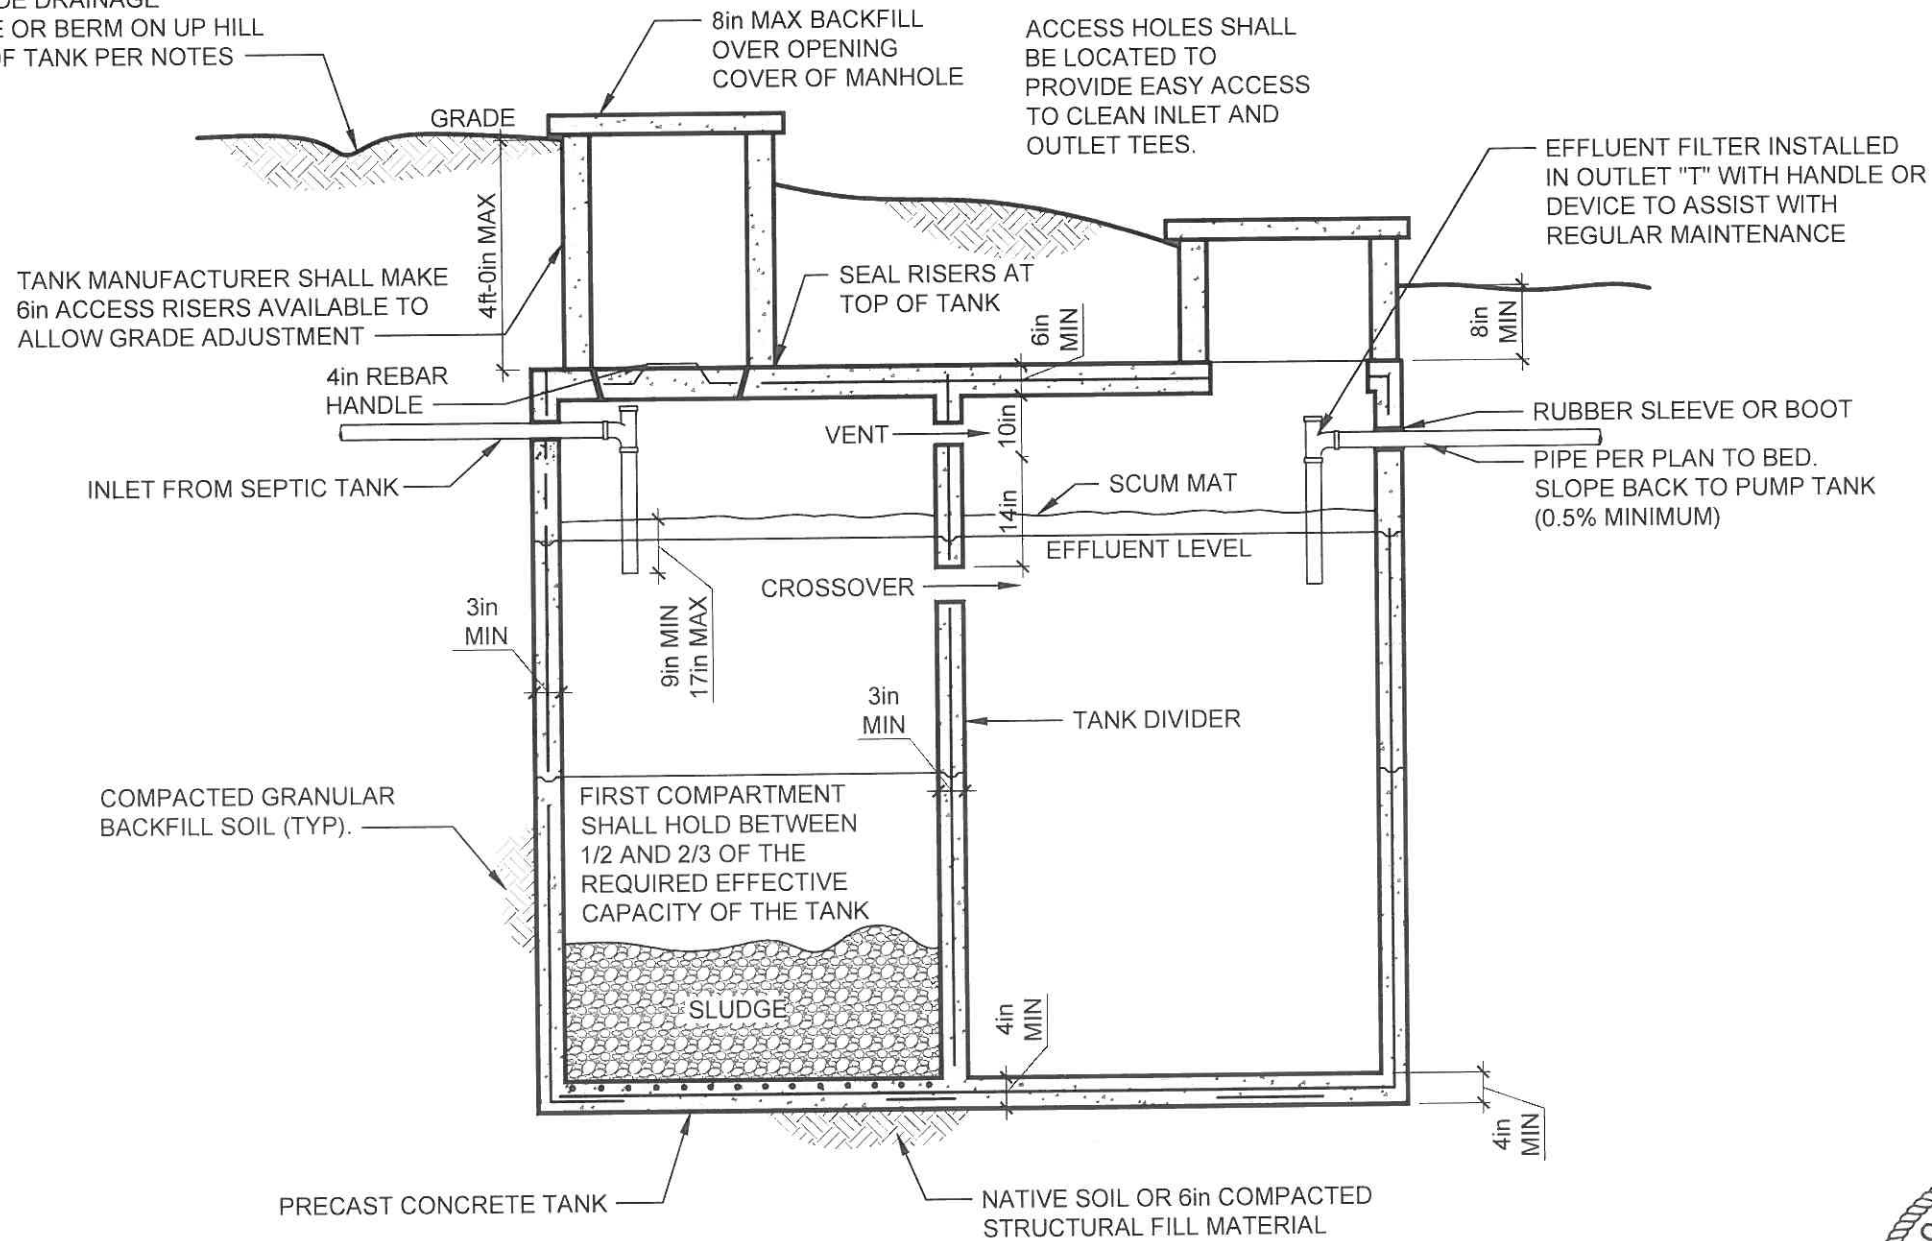 DRAINAGE
OR BERM ON UP HILL
OF TANK PER NOTES
8in MAX BACKFILL
OVER OPENING
COVER OF MANHOLE
ACCESS HOLES SHALL
BE LOCATED TO
PROVIDE EASY ACCESS
TO CLEAN INLET AND
OUTLET TEES.
GRADE
EFFLUENT FILTER INSTALLED
IN OUTLET "T" WITH HANDLE OR
DEVICE TO ASSIST WITH
REGULAR MAINTENANCE
4ft-0in MAX
TANK MANUFACTURER SHALL MAKE
6in ACCESS RISERS AVAILABLE TO
ALLOW GRADE ADJUSTMENT
SEAL RISERS AT
TOP OF TANK
6in
MIN
8in
MIN
4in REBAR
HANDLE
VENT
10in
RUBBER SLEEVE OR BOOT
INLET FROM SEPTIC TANK
SCUM MAT
14in
PIPE PER PLAN TO BED.
SLOPE BACK TO PUMP TANK
(0.5% MINIMUM)
EFFLUENT LEVEL
CROSSOVER
3in
MIN
9in MIN
17in MAX
3in
MIN
TANK DIVIDER
COMPACTED GRANULAR
BACKFILL SOIL (TYP).
FIRST COMPARTMENT
SHALL HOLD BETWEEN
1/2 AND 2/3 OF THE
REQUIRED EFFECTIVE
CAPACITY OF THE TANK
SLUDGE
4in
MIN
4in
MIN
PRECAST CONCRETE TANK
NATIVE SOIL OR 6in COMPACTED
STRUCTURAL FILL MATERIAL